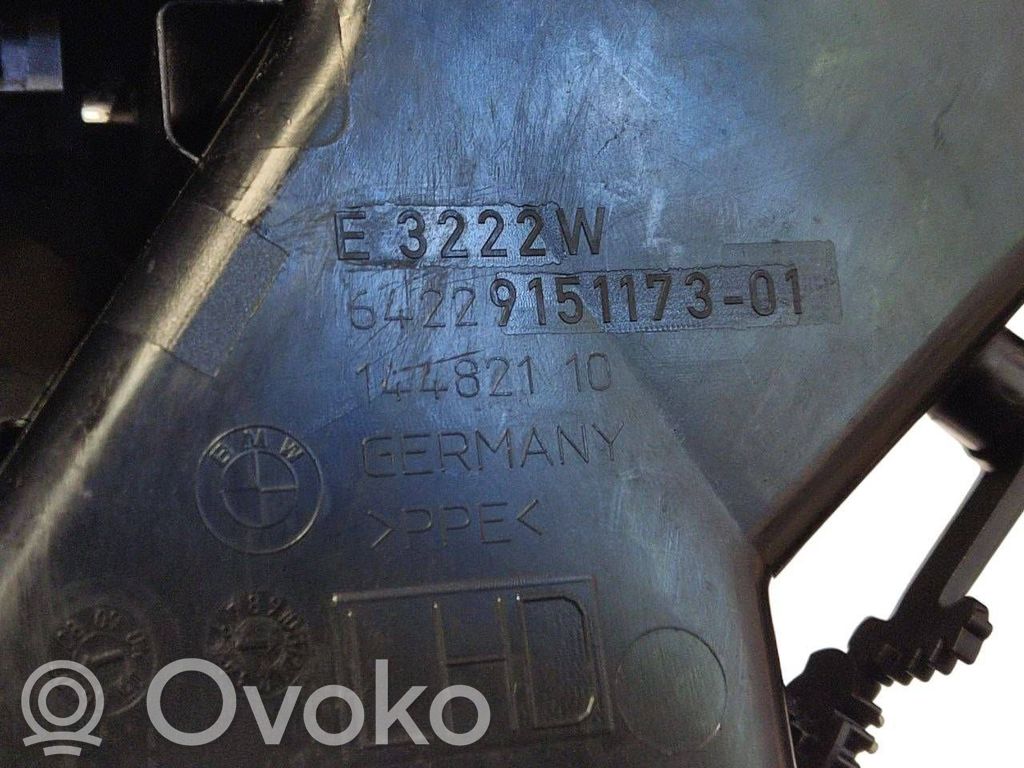 E 3222W
64229151173-01
144821 10
BMW
GERMANY
>PPE<
LHD
Ovoko